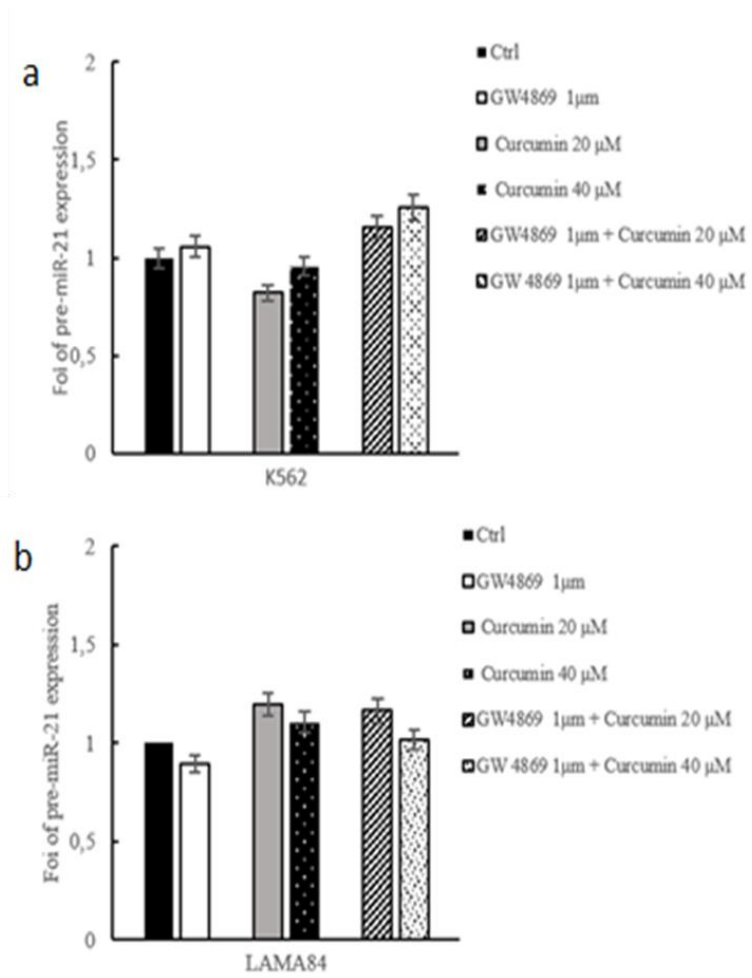 a
Foi of pre-miR-21 expression
2
1,5
1
0,5
0
K562
Ctrl
GW4869 1µm
Curcumin 20 µM
Curcumin 40 µM
GW4869 1µm + Curcumin 20 µM
GW 4869 1µm + Curcumin 40 µM
b
Foi of pre-miR-21 expression
2
1,5
1
0,5
0
LAMA84
Ctrl
GW4869 1µm
Curcumin 20 µM
Curcumin 40 µM
GW4869 1µm + Curcumin 20 µM
GW 4869 1µm + Curcumin 40 µM